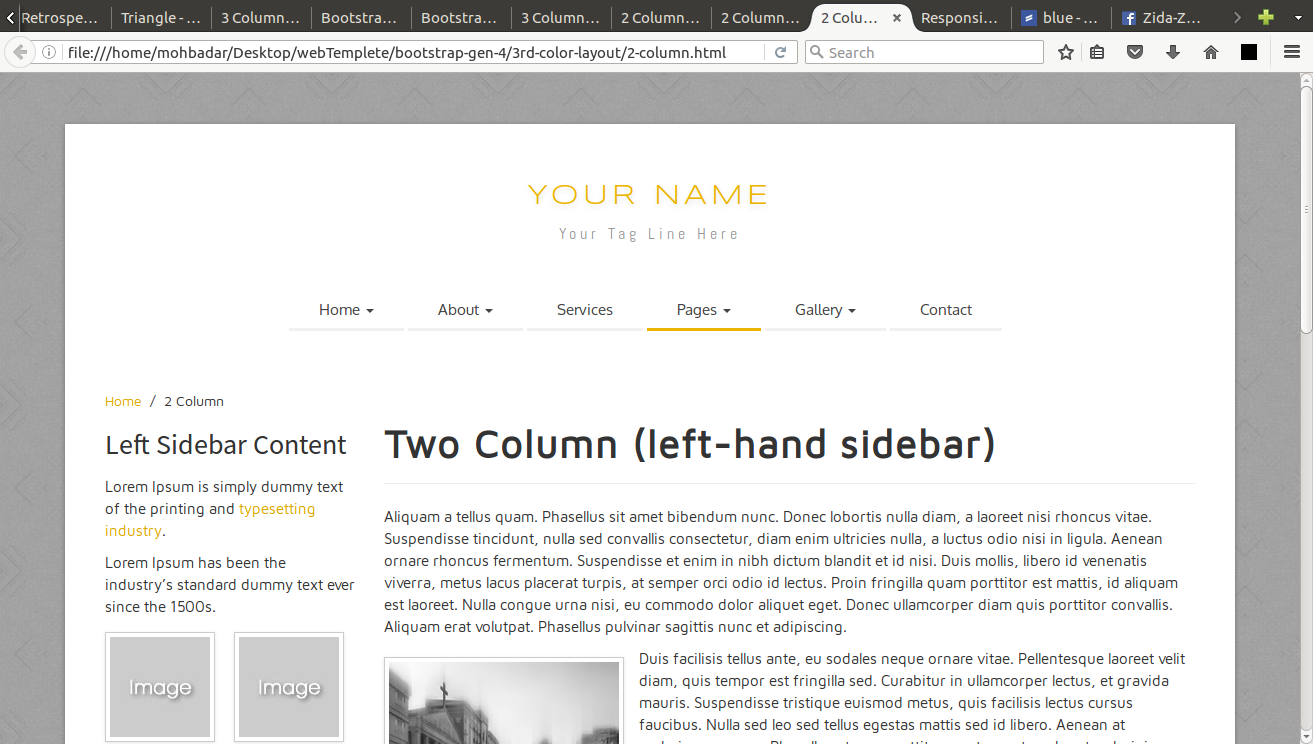 Retrospe...
Triangle - ...
3 Column...
Bootstra...
Bootstra...
3 Column...
2 Column...
2 Column...
2 Colu...
Responsi...
blue - ...
Zida-Z...
file:///home/mohbadar/Desktop/webTemplete/bootstrap-gen-4/3rd-color-layout/2-column.html
Search
YOUR NAME
Your Tag Line Here
Home
About
Services
Pages
Gallery
Contact
Home / 2 Column
Left Sidebar Content
Lorem Ipsum is simply dummy text
of the printing and typesetting
industry.
Lorem Ipsum has been the
industry’s standard dummy text ever
since the 1500s.
Image
Image
Two Column (left-hand sidebar)
Aliquam a tellus quam. Phasellus sit amet bibendum nunc. Donec lobortis nulla diam, a laoreet nisi rhoncus vitae.
Suspendisse tincidunt, nulla sed convallis consectetur, diam enim ultricies nulla, a luctus odio nisi in ligula. Aenean
ornare rhoncus fermentum. Suspendisse et enim in nibh dictum blandit et id nisi. Duis mollis, libero id venenatis
viverra, metus lacus placerat turpis, at semper orci odio id lectus. Proin fringilla quam porttitor est mattis, id aliquam
est laoreet. Nulla congue urna nisi, eu commodo dolor aliquet eget. Donec ullamcorper diam quis porttitor convallis.
Aliquam erat volutpat. Phasellus pulvinar sagittis nunc et adipiscing.
Duis facilisis tellus ante, eu sodales neque ornare vitae. Pellentesque laoreet velit
diam, quis tempor est fringilla sed. Curabitur in ullamcorper lectus, et gravida
mauris. Suspendisse tristique euismod metus, quis facilisis lectus cursus
faucibus. Nulla sed leo sed tellus egestas mattis sed id libero. Aenean at